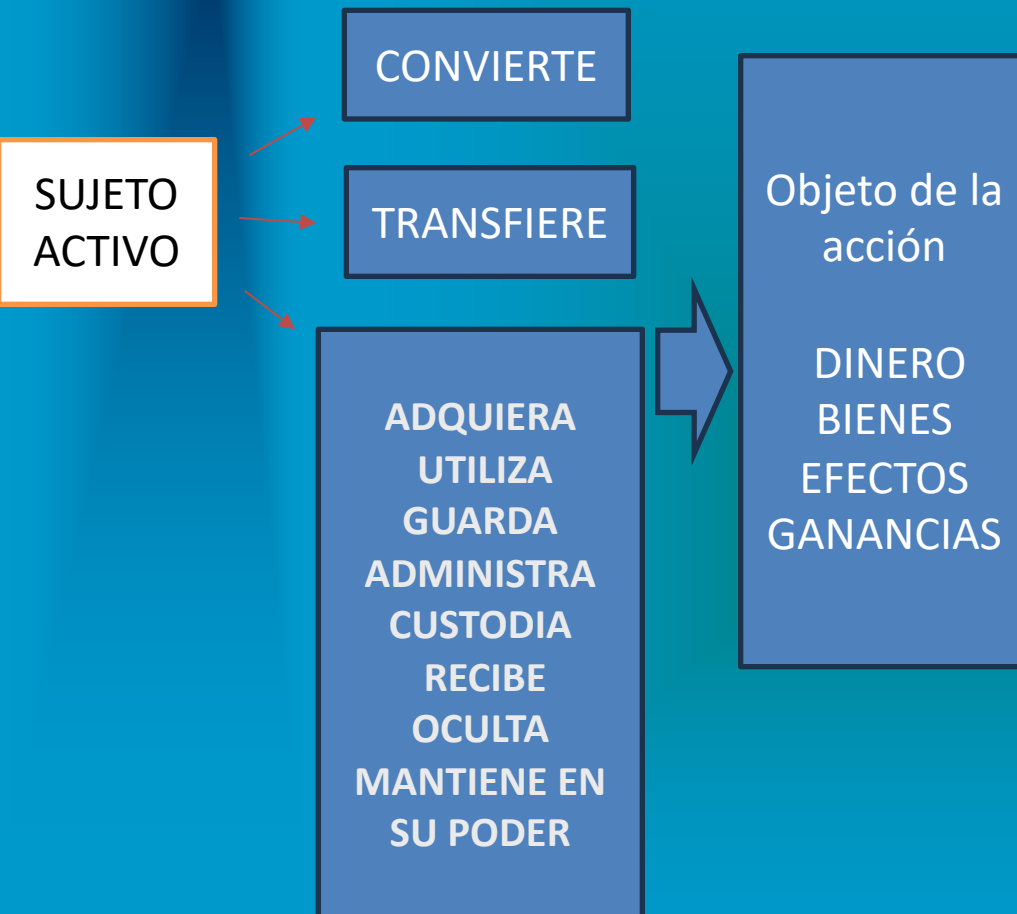 SUJETO
ACTIVO
CONVIERTE
TRANSFIERE
ADQUIERA
UTILIZA
GUARDA
ADMINISTRA
CUSTODIA
RECIBE
OCULTA
MANTIENE EN
SU PODER
Objeto de la
acción
DINERO
BIENES
EFECTOS
GANANCIAS